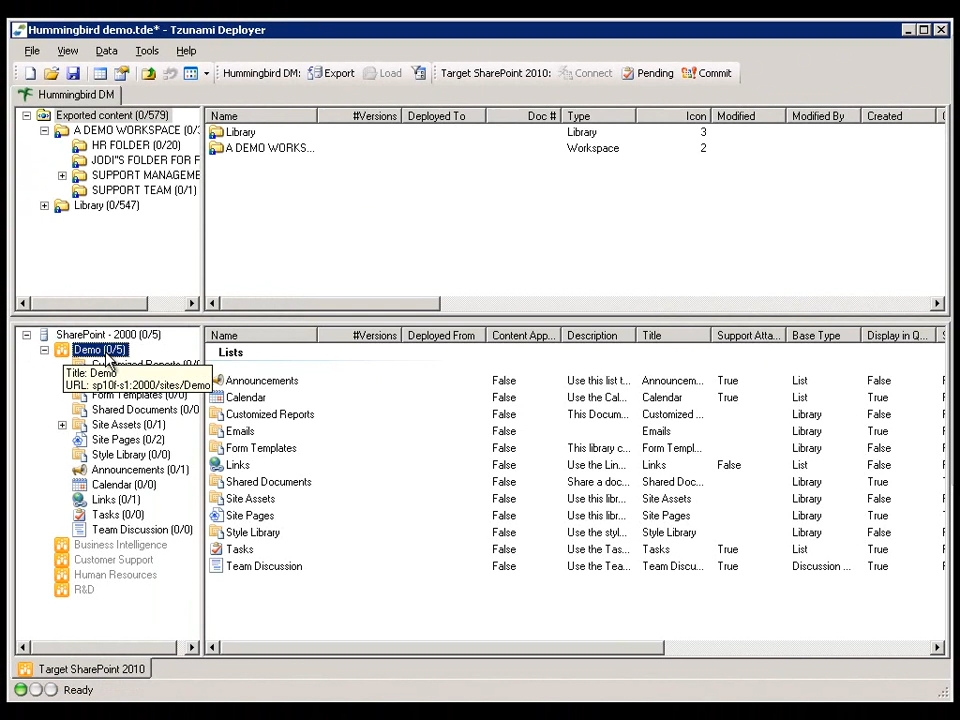 Hummingbird demo.tde* - Tzunami Deployer
File View Data Tools Help
Hummingbird DM: Export Load Target SharePoint 2010: Connect Pending Commit
Hummingbird DM
Exported content (0/579)
A DEMO WORKSPACE (0/
HR FOLDER (0/20)
JODI"S FOLDER FOR F
SUPPORT MANAGEME
SUPPORT TEAM (0/1)
Library (0/547)
Name #Versions Deployed To Doc # Type Icon Modified Modified By Created
Library Library 3
A DEMO WORKS... Workspace 2
SharePoint - 2000 (0/5)
Demo (0/5)
Customized Reports (0/0
Title: Demo
URL: sp10f-s1:2000/sites/Demo
Form Templates (0/0)
Shared Documents (0/0
Site Assets (0/1)
Site Pages (0/2)
Style Library (0/0)
Announcements (0/1)
Calendar (0/0)
Links (0/1)
Tasks (0/0)
Team Discussion (0/0)
Business Intelligence
Customer Support
Human Resources
R&D
Name #Versions Deployed From Content App... Description Title Support Atta... Base Type Display in Q...
Lists
Announcements False Use this list t... Announcem... True List False
Calendar False Use the Cal... Calendar True List False
Customized Reports False This Docum... Customized ... Library False
Emails False Emails Library False
Form Templates False This library c... Form Templ... Library False
Links False Use the Lin... Links False List True
Shared Documents False Share a doc... Shared Doc... Library True
Site Assets False Use this libr... Site Assets Library False
Site Pages False Use this libr... Site Pages Library True
Style Library False Use the styl... Style Library Library False
Tasks False Use the Tas... Tasks True List True
Team Discussion False Use the Tea... Team Discu... True Discussion ... True
Target SharePoint 2010
Ready